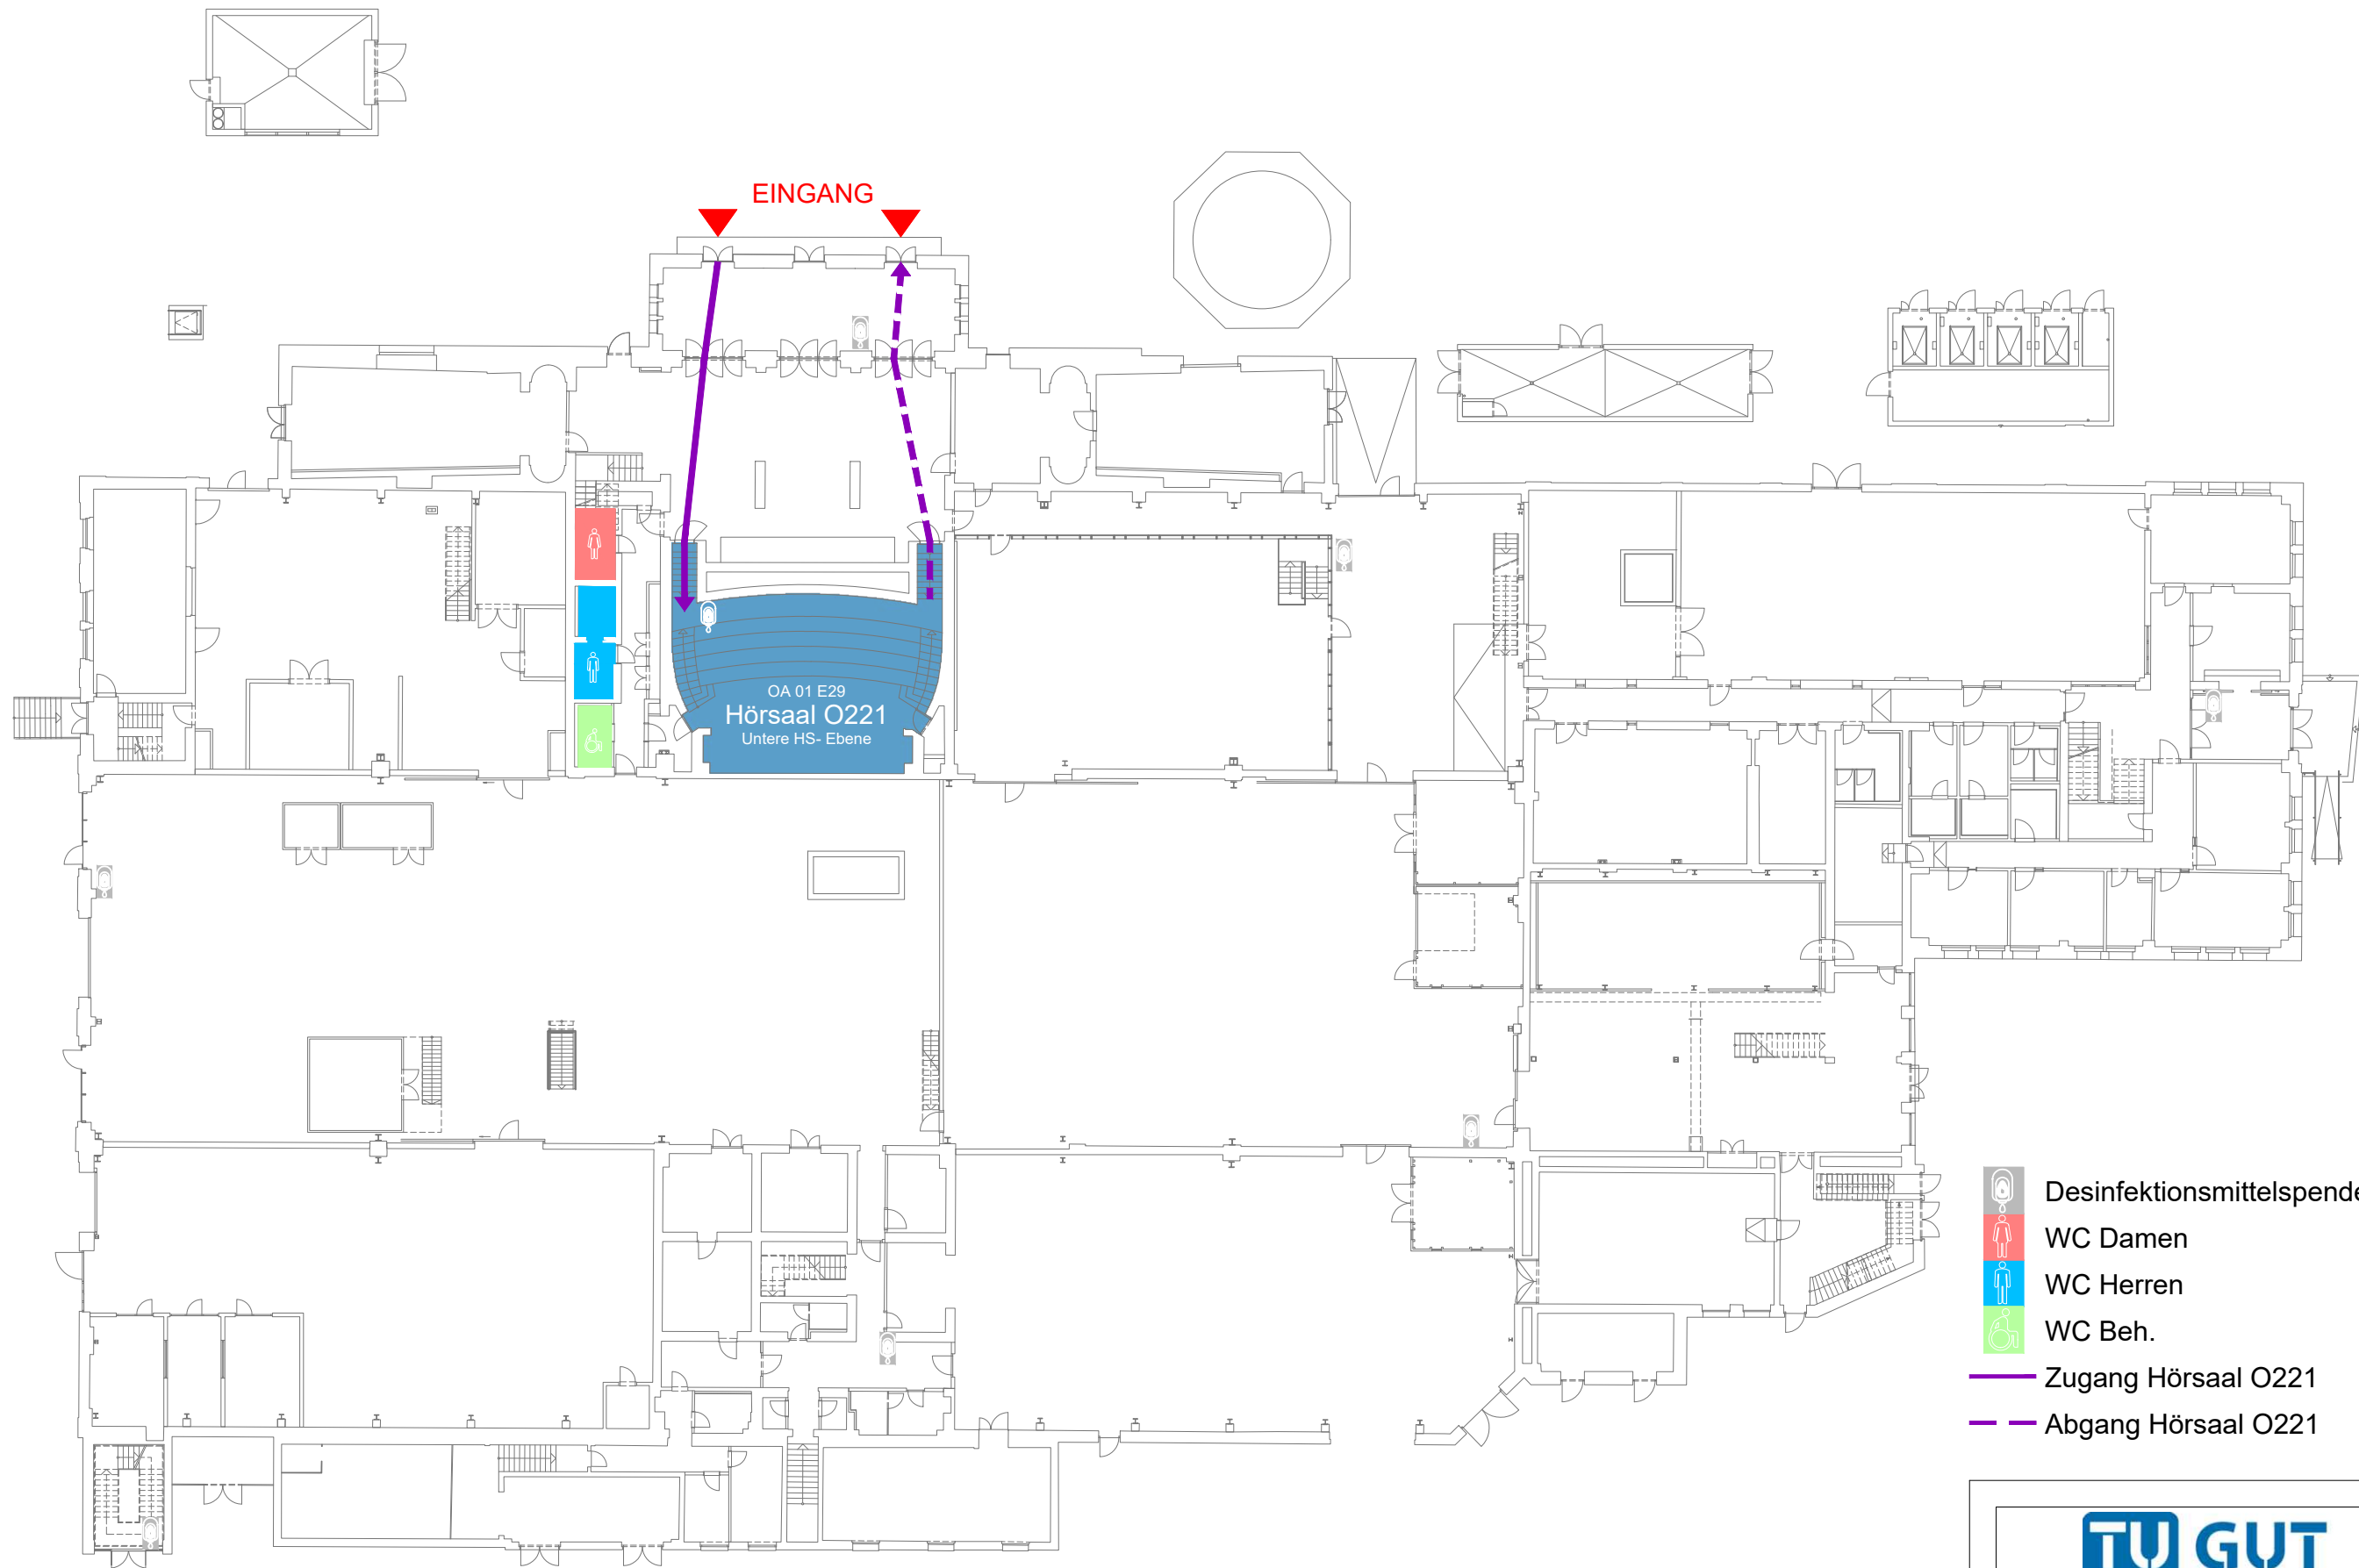 EINGANG
OA 01 E29
Hörsaal O221
Untere HS- Ebene
Desinfektionsmittelspende
WC Damen
WC Herren
WC Beh.
Zugang Hörsaal O221
Abgang Hörsaal O221
TU GUT